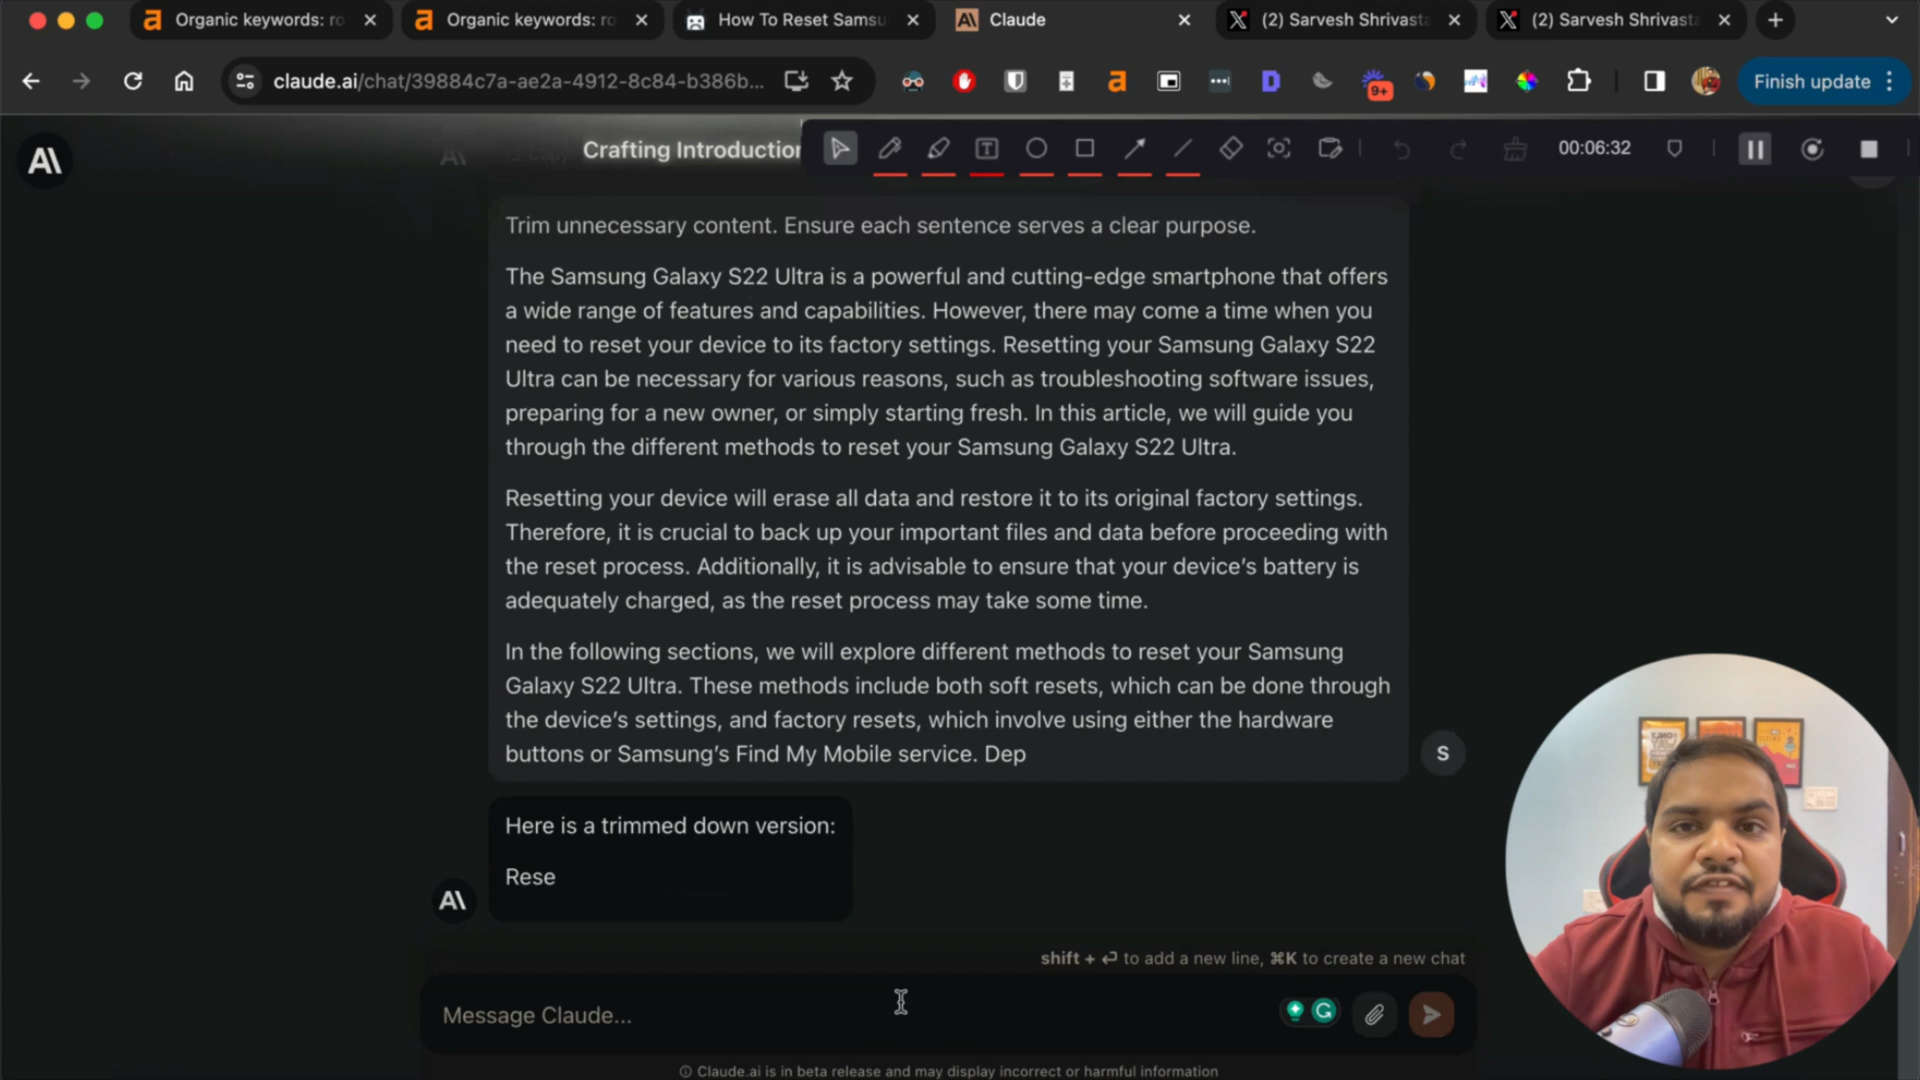 Organic keywords: ro
Organic keywords: ro
How To Reset Samsu
Claude
(2) Sarvesh Shrivasta
(2) Sarvesh Shrivasta
claude.ai/chat/39884c7a-ae2a-4912-8c84-b386b...
9+
Finish update
Crafting Introduction
00:06:32
Trim unnecessary content. Ensure each sentence serves a clear purpose.
The Samsung Galaxy S22 Ultra is a powerful and cutting-edge smartphone that offers
a wide range of features and capabilities. However, there may come a time when you
need to reset your device to its factory settings. Resetting your Samsung Galaxy S22
Ultra can be necessary for various reasons, such as troubleshooting software issues,
preparing for a new owner, or simply starting fresh. In this article, we will guide you
through the different methods to reset your Samsung Galaxy S22 Ultra.
Resetting your device will erase all data and restore it to its original factory settings.
Therefore, it is crucial to back up your important files and data before proceeding with
the reset process. Additionally, it is advisable to ensure that your device’s battery is
adequately charged, as the reset process may take some time.
In the following sections, we will explore different methods to reset your Samsung
Galaxy S22 Ultra. These methods include both soft resets, which can be done through
the device’s settings, and factory resets, which involve using either the hardware
buttons or Samsung’s Find My Mobile service. Dep
S
Here is a trimmed down version:
Rese
shift + ⏎ to add a new line, ⌘K to create a new chat
Message Claude...
Claude.ai is in beta release and may display incorrect or harmful information